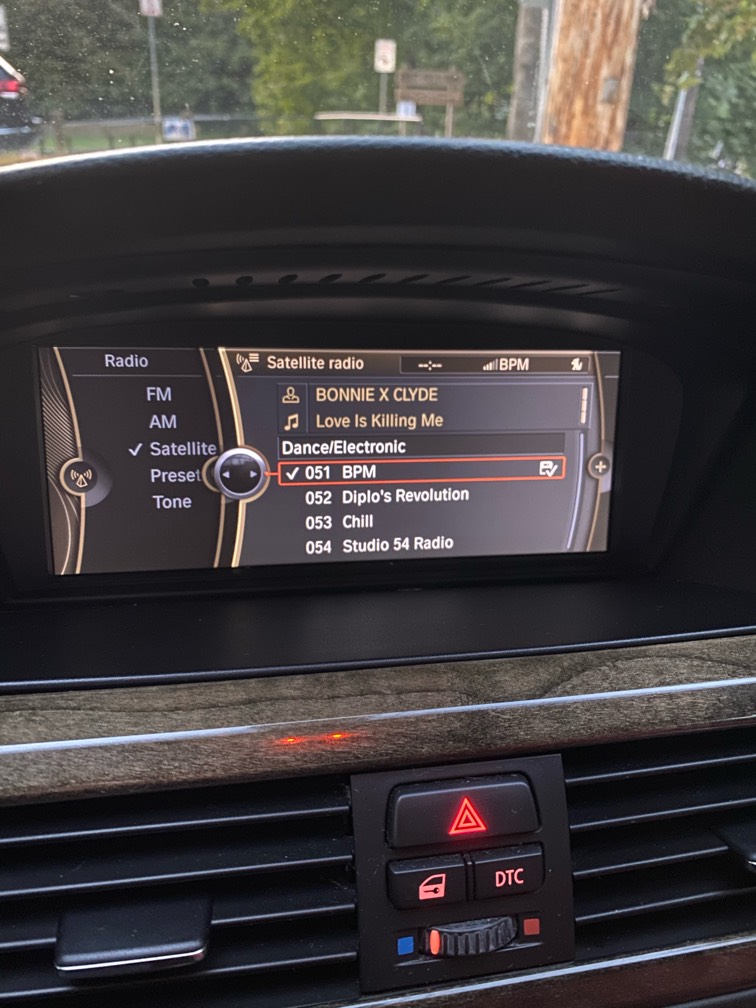 Radio
FM
AM
Satellite
Preset
Tone
Satellite radio --:-- BPM
BONNIE X CLYDE
Love Is Killing Me
Dance/Electronic
051 BPM
052 Diplo's Revolution
053 Chill
054 Studio 54 Radio
DTC